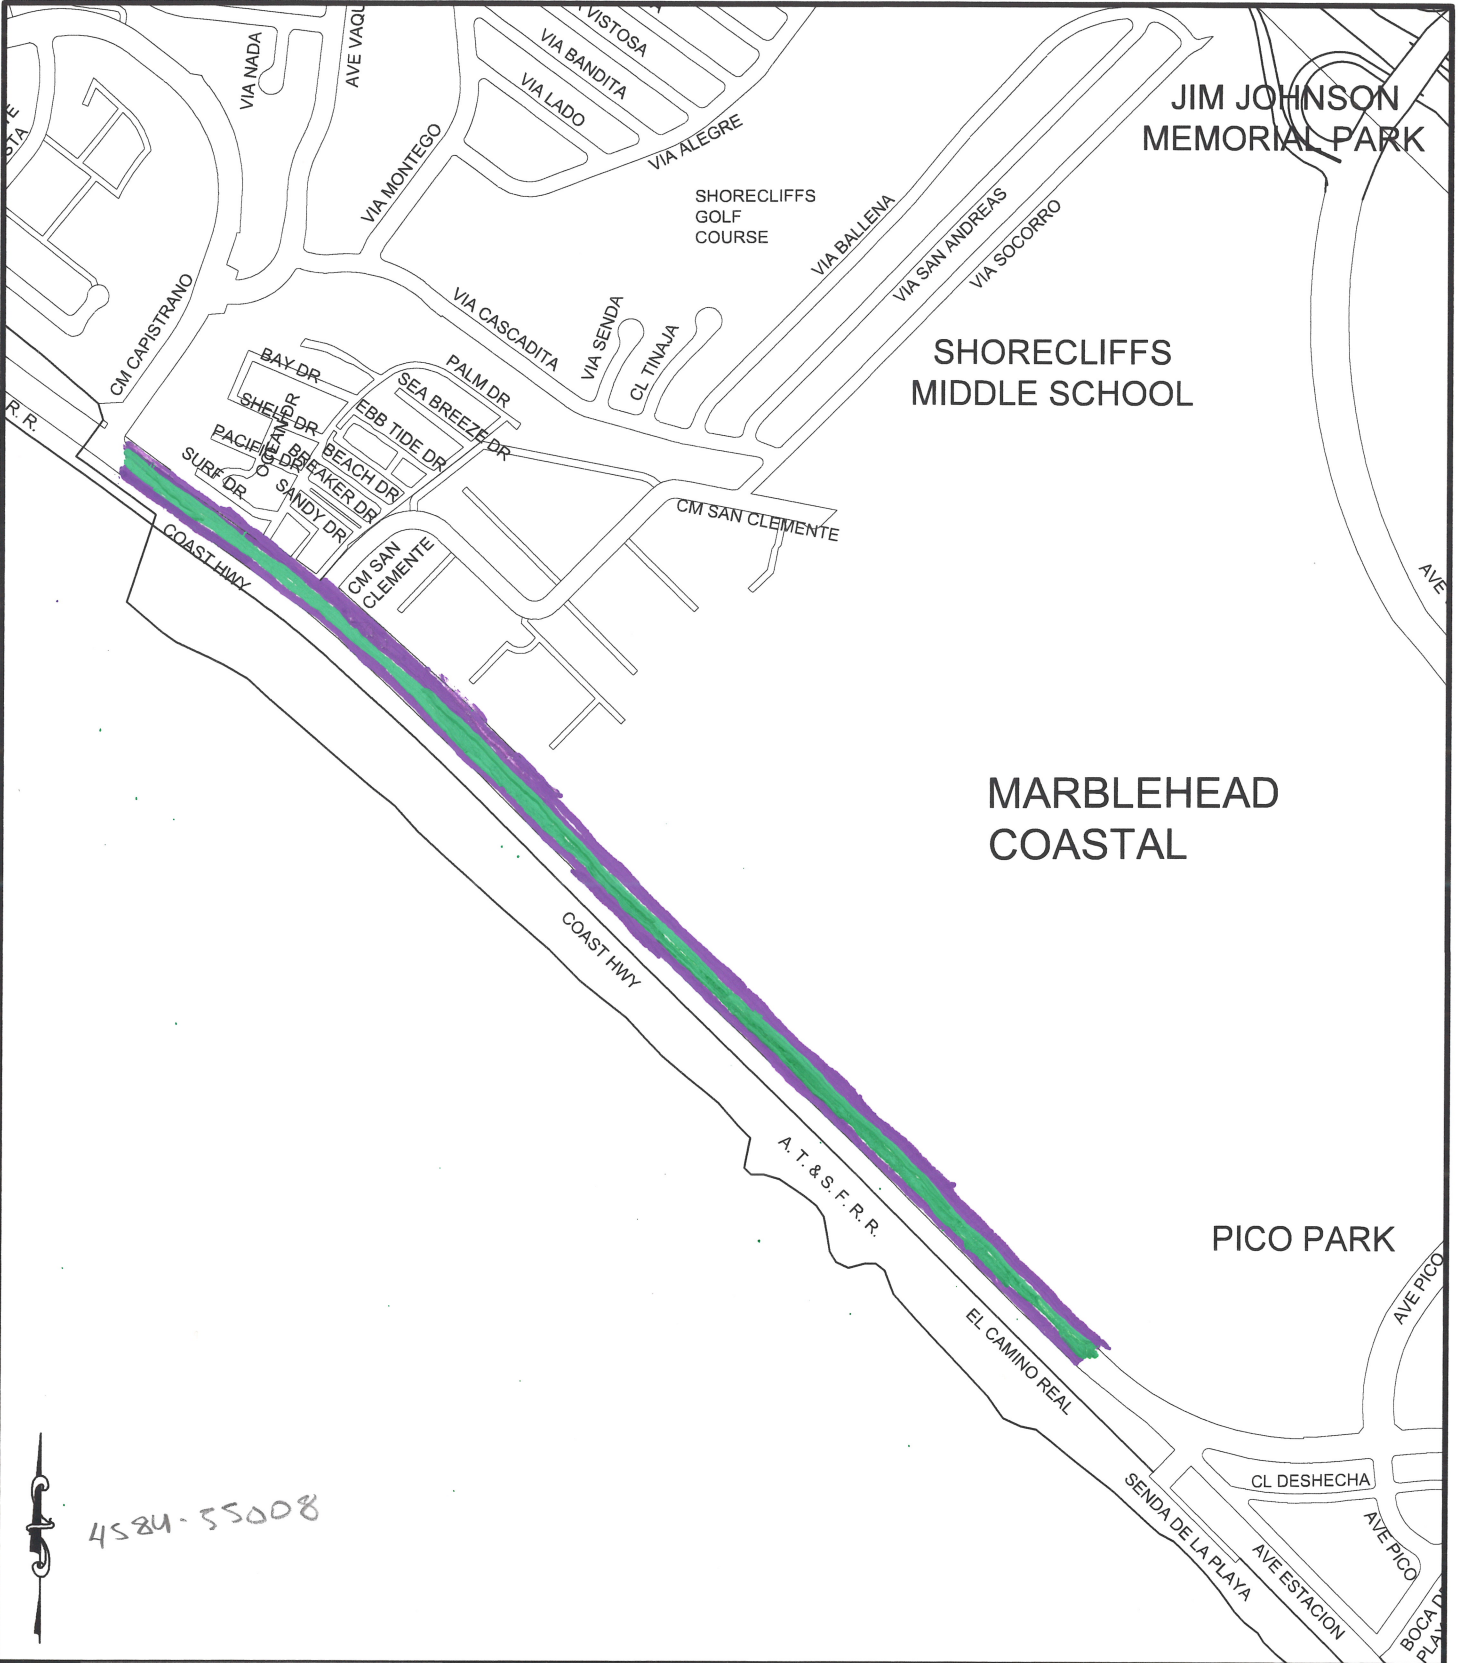 VIA NADA
AVE VAQU
VISTOSA
VIA BANDITA
VIA LADO
VIA ALEGRE
VIA MONTEGO
JIM JOHNSON
MEMORIAL PARK
SHORECLIFFS
GOLF
COURSE
VIA BALLENA
VIA SAN ANDREAS
VIA SOCORRO
CM CAPISTRANO
VIA CASCADITA
VIA SENDA
CL TINAJA
SHORECLIFFS
MIDDLE SCHOOL
R. R.
BAY DR
PALM DR
SEA BREEZE DR
SHELL DR
OCEAN DR
EBB TIDE DR
PACIFIC DR
BEACH DR
BREAKER DR
SURF DR
SANDY DR
CM SAN CLEMENTE
CM SAN
CLEMENTE
COAST HWY
AVE
MARBLEHEAD
COASTAL
COAST HWY
A. T. & S. F. R. R.
PICO PARK
AVE PICO
EL CAMINO REAL
CL DESHECHA
SENDA DE LA PLAYA
AVE ESTACION
AVE PICO
BOCA D
PLAY
4584-55008